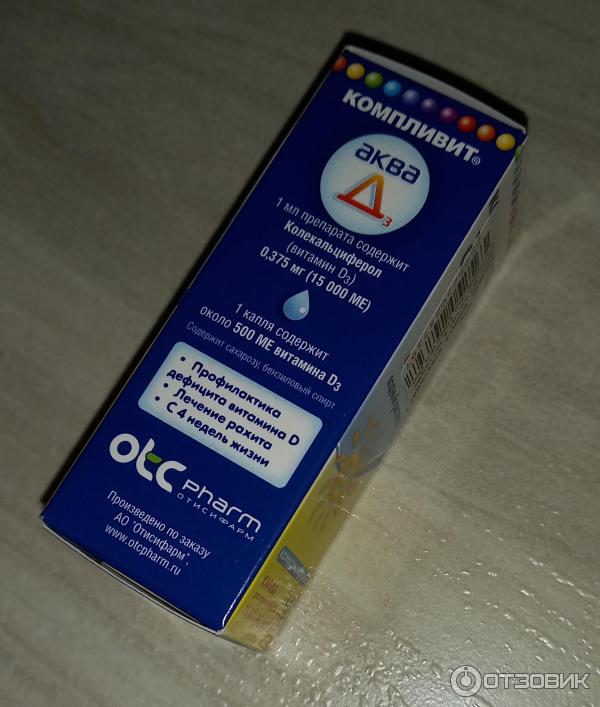 КОМПЛИВИТ®
аква
Д3
1 мл препарата содержит
Колекальциферол
(витамин D3)
0,375 мг (15 000 МЕ)
1 капля содержит
около 500 МЕ витамина D3
Содержит сахарозу, бензиловый спирт
• Профилактика
дефицита витамина D
• Лечение рахита
• С 4 недель жизни
otc pharm
ОТИСИФАРМ
Произведено по заказу
АО "Отисифарм",
www.otcpharm.ru
ОТЗОВИК